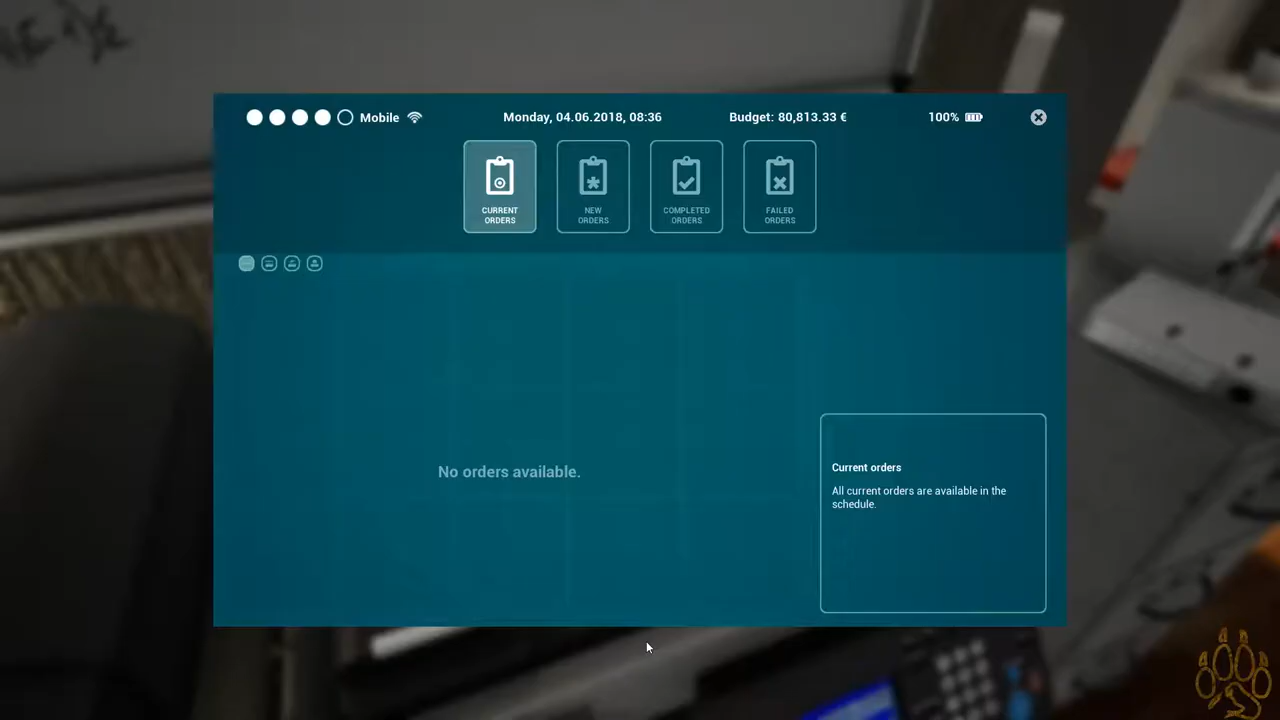 Mobile
Monday, 04.06.2018, 08:36
Budget: 80,813.33 €
100%
CURRENT
ORDERS
NEW
ORDERS
COMPLETED
ORDERS
FAILED
ORDERS
No orders available.
Current orders
All current orders are available in the
schedule.